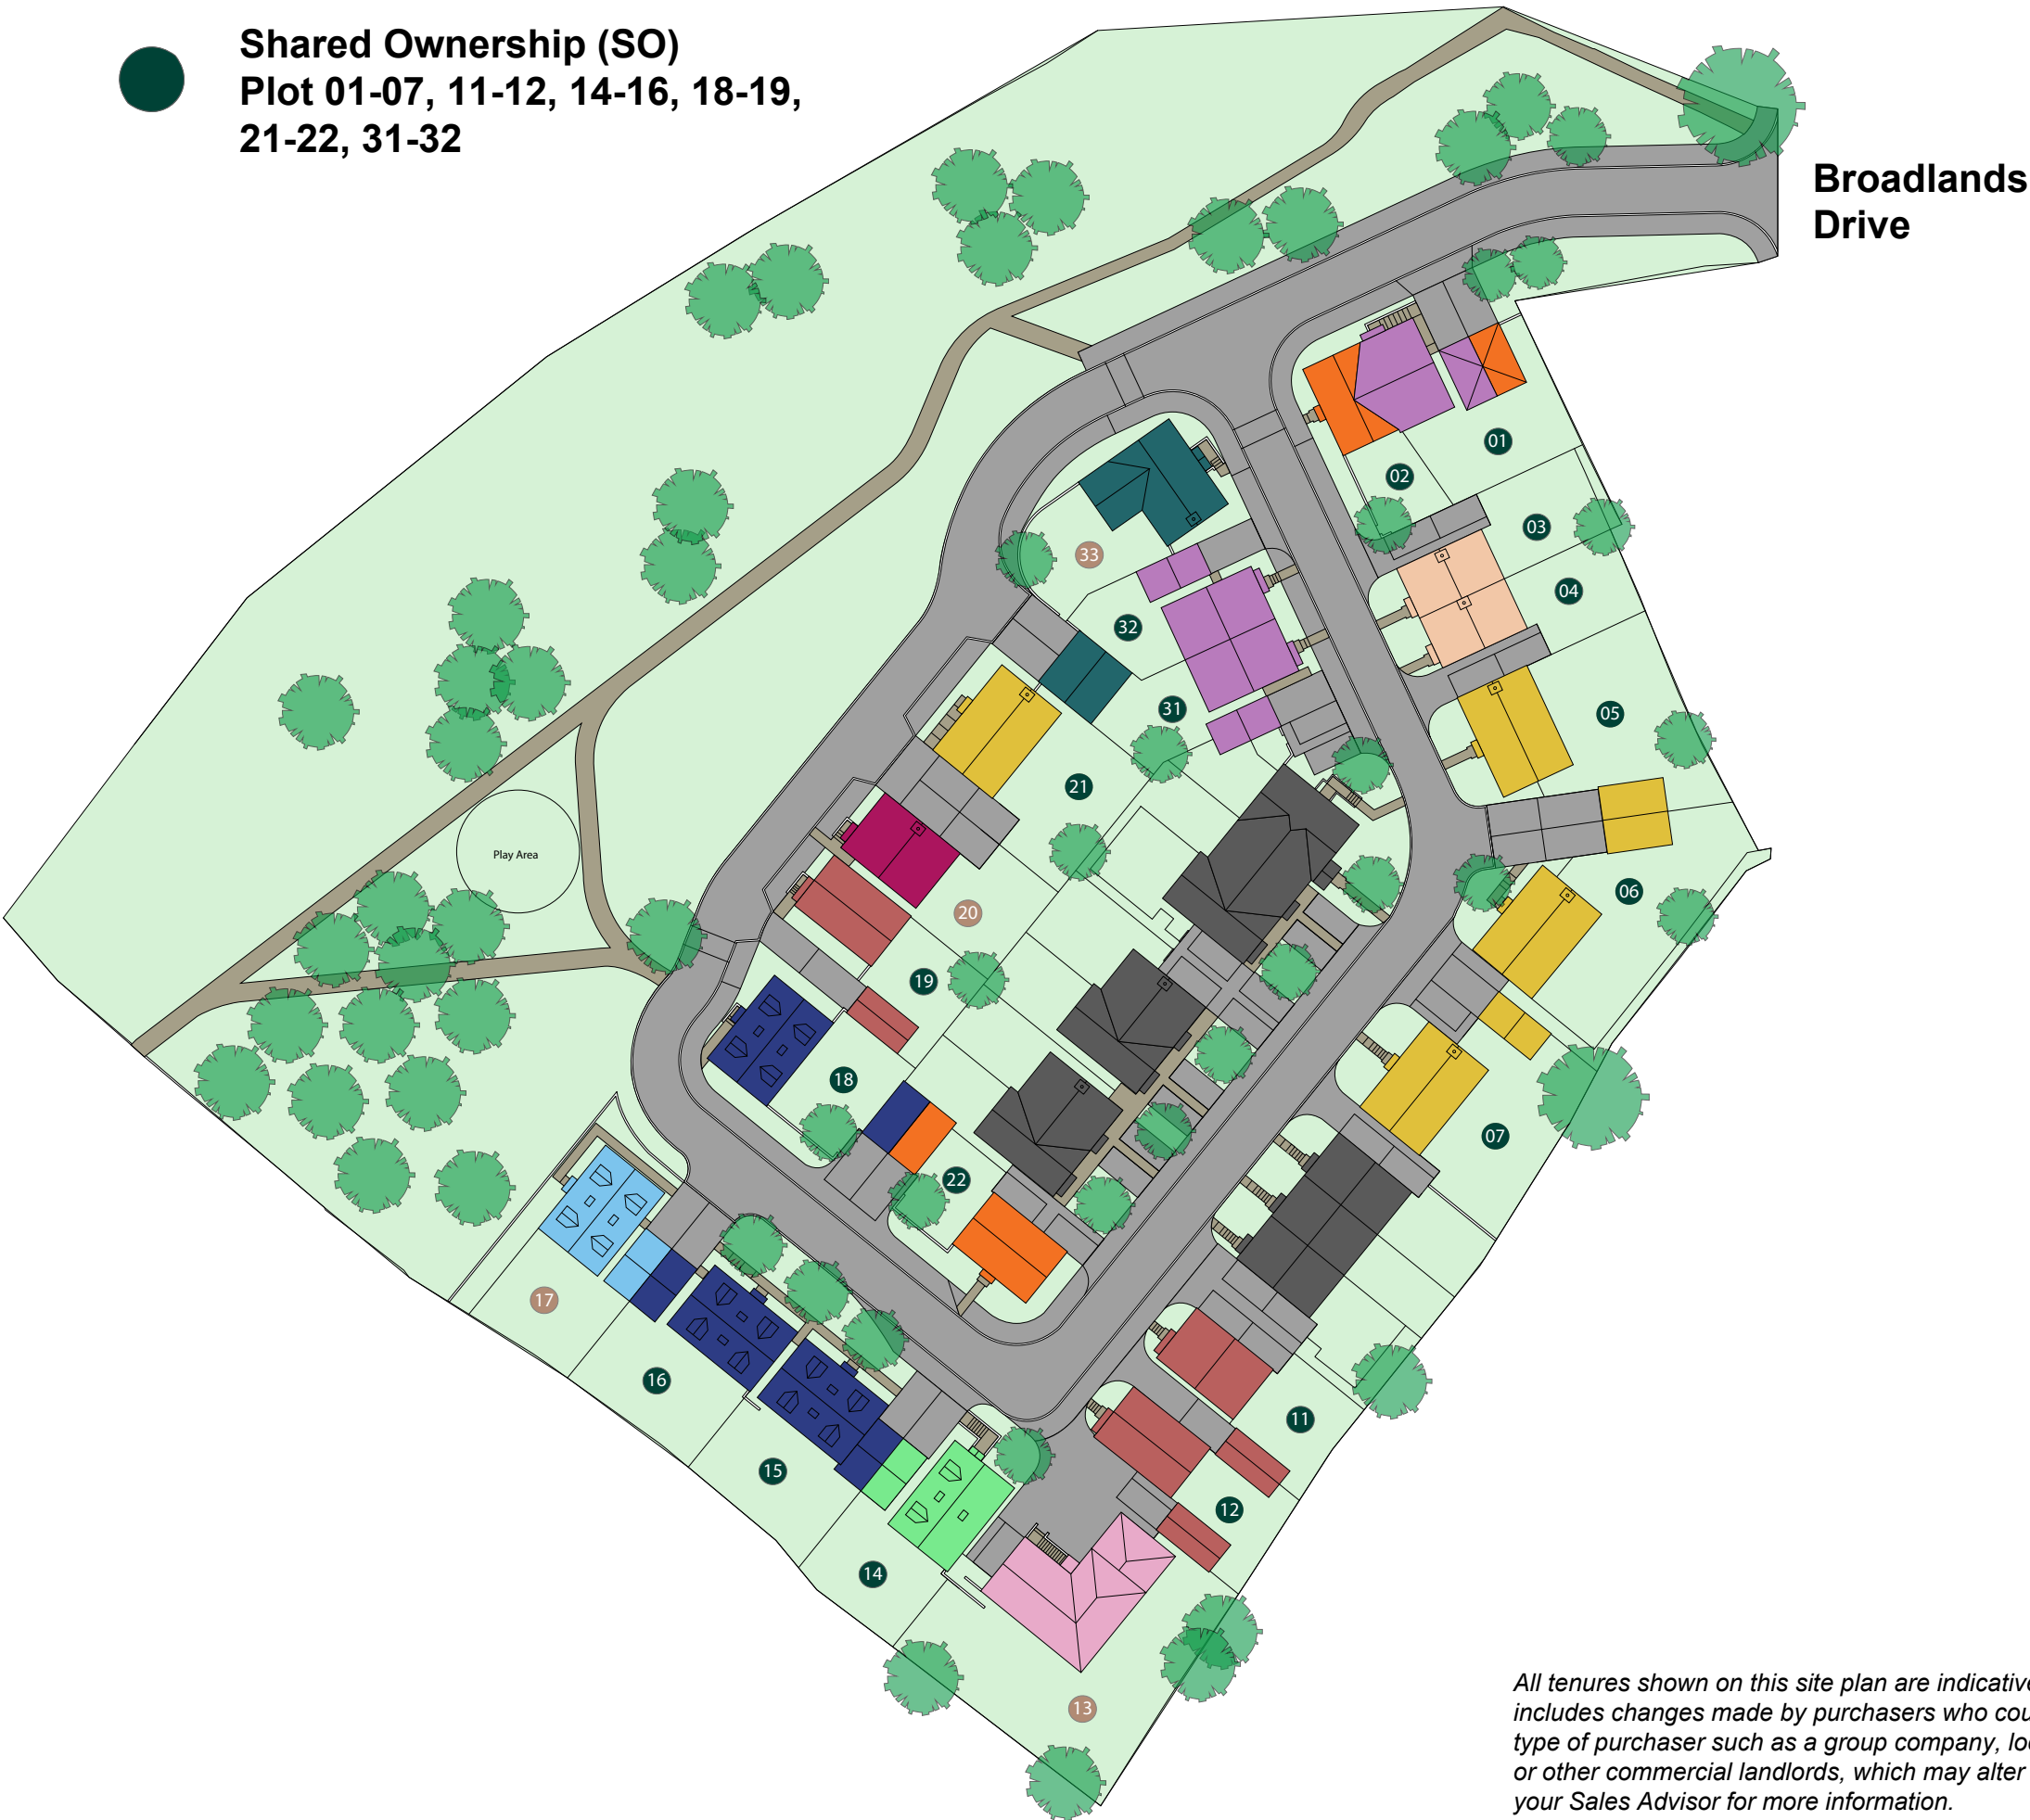 Shared Ownership (SO)
Plot 01-07, 11-12, 14-16, 18-19,
21-22, 31-32
Broadlands
Drive
01
02
03
33
04
32
31
05
21
06
Play Area
20
19
18
07
22
17
16
11
15
12
14
13
All tenures shown on this site plan are indicative
includes changes made by purchasers who
type of purchaser such as a group company,
or other commercial landlords, which may alter
your Sales Advisor for more information.